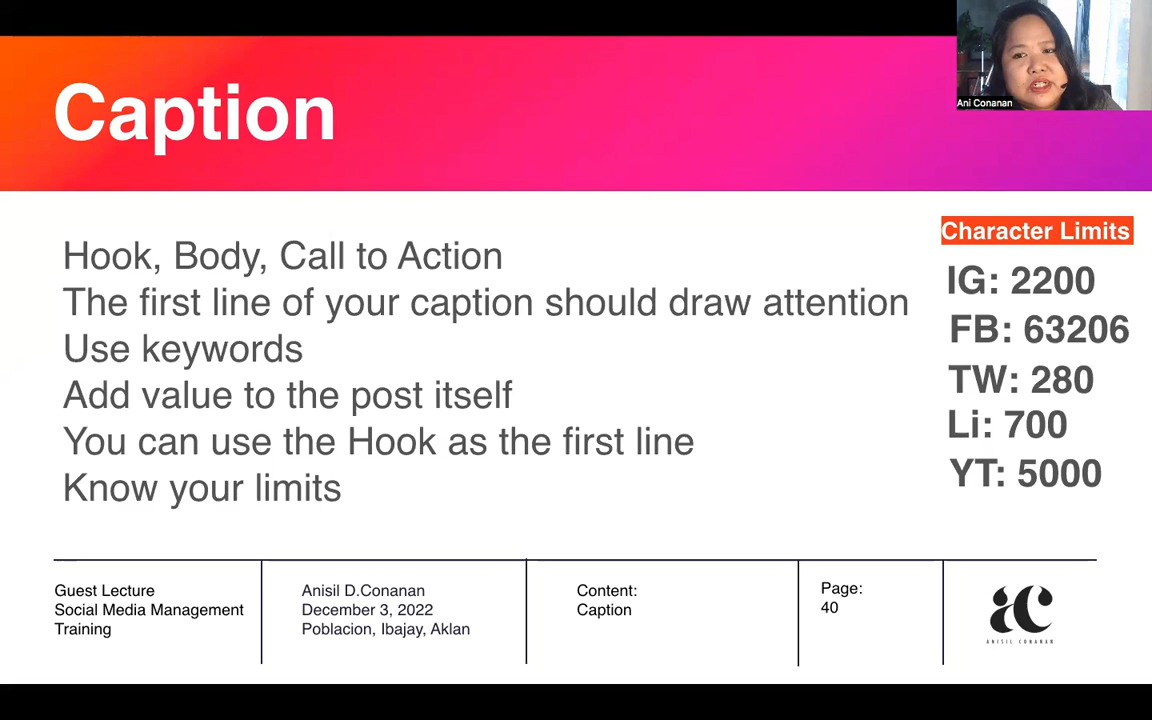 Caption
Ani Conanan
Hook, Body, Call to Action
The first line of your caption should draw attention
Use keywords
Add value to the post itself
You can use the Hook as the first line
Know your limits
Character Limits
IG: 2200
FB: 63206
TW: 280
Li: 700
YT: 5000
Guest Lecture
Social Media Management
Training
Anisil D.Conanan
December 3, 2022
Poblacion, Ibajay, Aklan
Content:
Caption
Page:
40
ac
ANISIL CONANAN